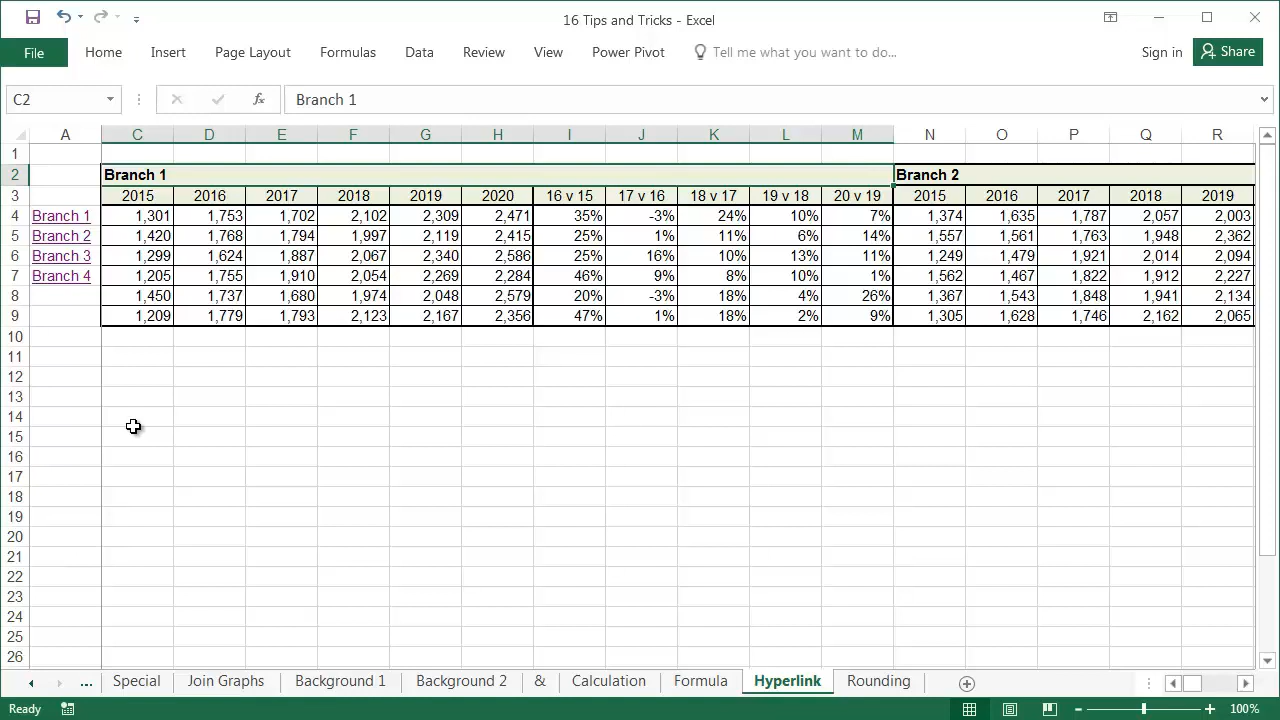 16 Tips and Tricks - Excel
File Home Insert Page Layout Formulas Data Review View Power Pivot Tell me what you want to do... Sign in Share
C2 fx Branch 1
A C D E F G H I J K L M N O P Q R
1
2 Branch 1 Branch 2
3 2015 2016 2017 2018 2019 2020 16 v 15 17 v 16 18 v 17 19 v 18 20 v 19 2015 2016 2017 2018 2019
4 Branch 1 1,301 1,753 1,702 2,102 2,309 2,471 35% -3% 24% 10% 7% 1,374 1,635 1,787 2,057 2,003
5 Branch 2 1,420 1,768 1,794 1,997 2,119 2,415 25% 1% 11% 6% 14% 1,557 1,561 1,763 1,948 2,362
6 Branch 3 1,299 1,624 1,887 2,067 2,340 2,586 25% 16% 10% 13% 11% 1,249 1,479 1,921 2,014 2,094
7 Branch 4 1,205 1,755 1,910 2,054 2,269 2,284 46% 9% 8% 10% 1% 1,562 1,467 1,822 1,912 2,227
8 1,450 1,737 1,680 1,974 2,048 2,579 20% -3% 18% 4% 26% 1,367 1,543 1,848 1,941 2,134
9 1,209 1,779 1,793 2,123 2,167 2,356 47% 1% 18% 2% 9% 1,305 1,628 1,746 2,162 2,065
10
11
12
13
14
15
16
17
18
19
20
21
22
23
24
25
26
... Special Join Graphs Background 1 Background 2 & Calculation Formula Hyperlink Rounding
Ready 100%